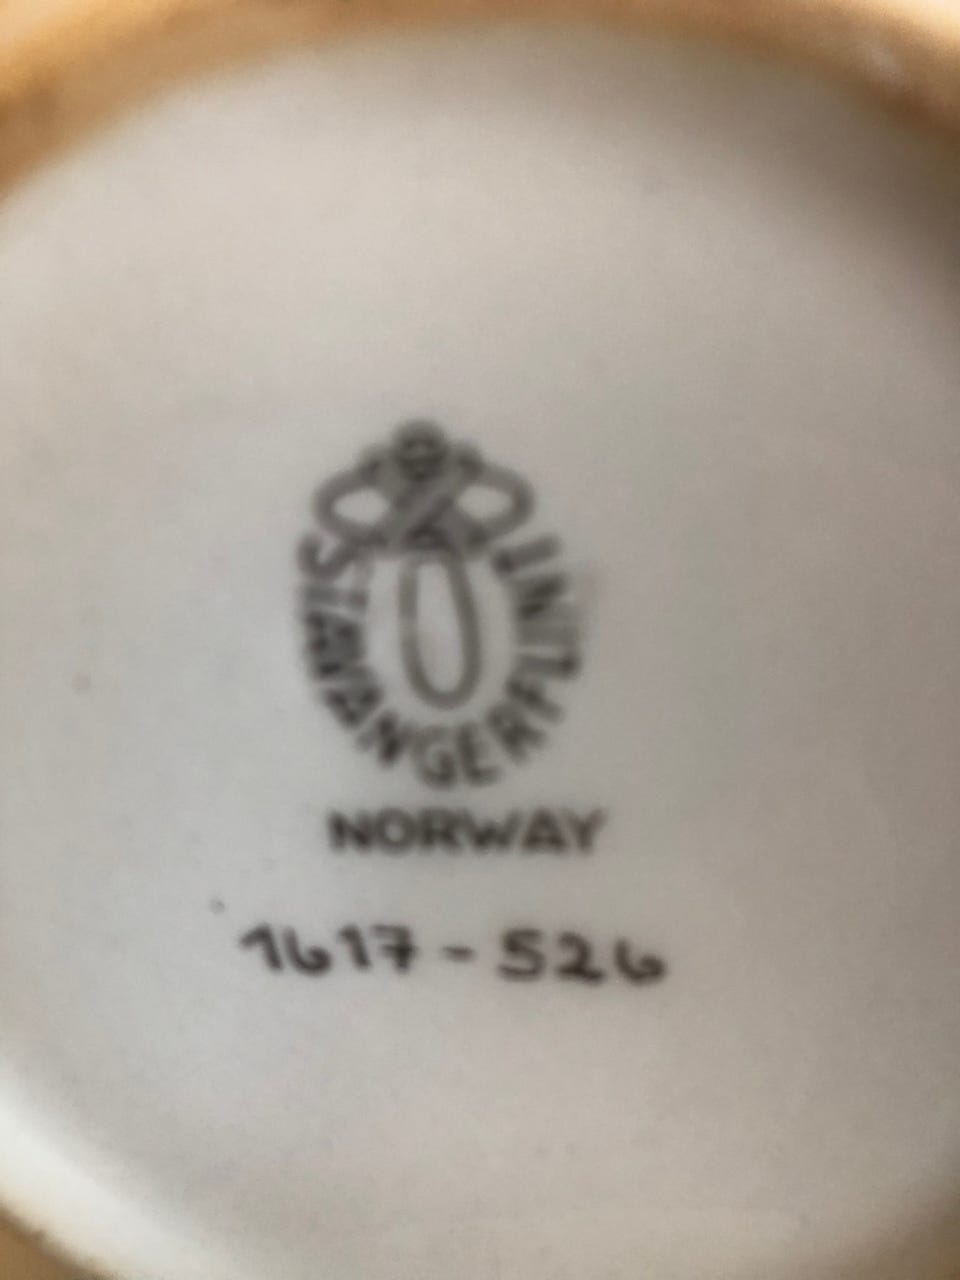 STAVANGERFLINT
NORWAY
1617-526